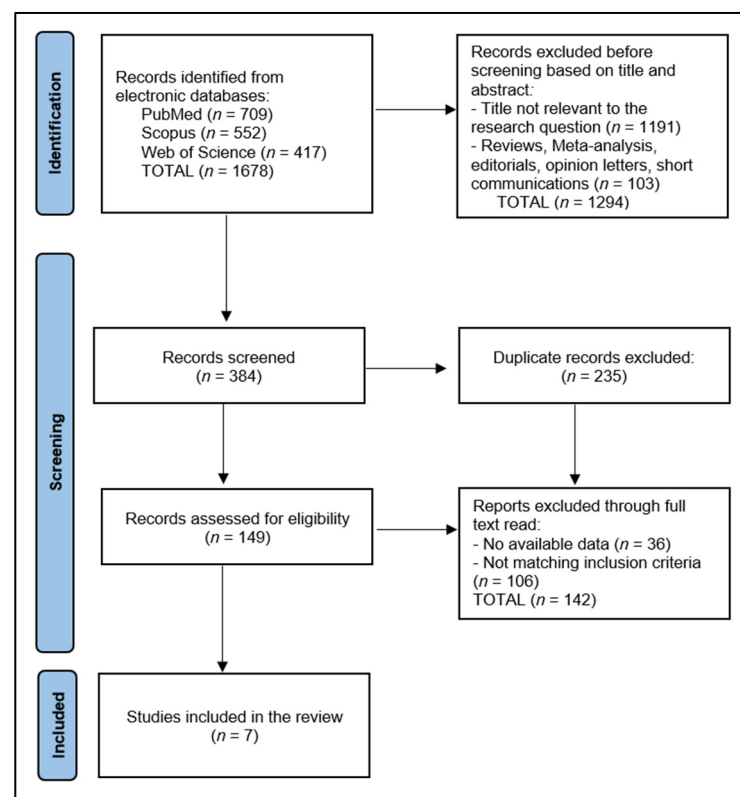 Identification
Records identified from
electronic databases:
PubMed (n = 709)
Scopus (n = 552)
Web of Science (n = 417)
TOTAL (n = 1678)
Records excluded before
screening based on title and
abstract:
- Title not relevant to the
research question (n = 1191)
- Reviews, Meta-analysis,
editorials, opinion letters, short
communications (n = 103)
TOTAL (n = 1294)
Screening
Records screened
(n = 384)
Duplicate records excluded:
(n = 235)
Records assessed for eligibility
(n = 149)
Reports excluded through full
text read:
- No available data (n = 36)
- Not matching inclusion criteria
(n = 106)
TOTAL (n = 142)
Included
Studies included in the review
(n = 7)